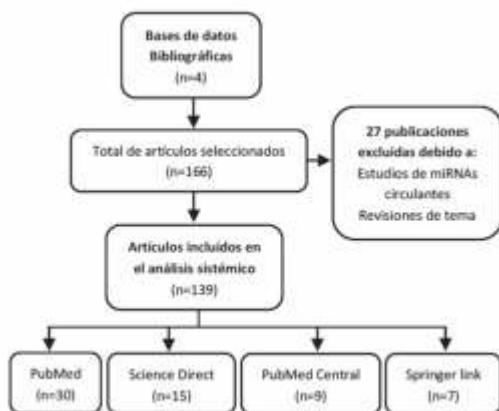 Bases de datos
Bibliográficas
(n=4)
Total de artículos seleccionados
(n=166)
27 publicaciones
excluidas debido a:
Estudios de miRNAs
circulantes
Revisiones de tema
Artículos incluídos en
el análisis sistémico
(n=139)
PubMed
(n=30)
Science Direct
(n=15)
PubMed Central
(n=9)
Springer link
(n=7)